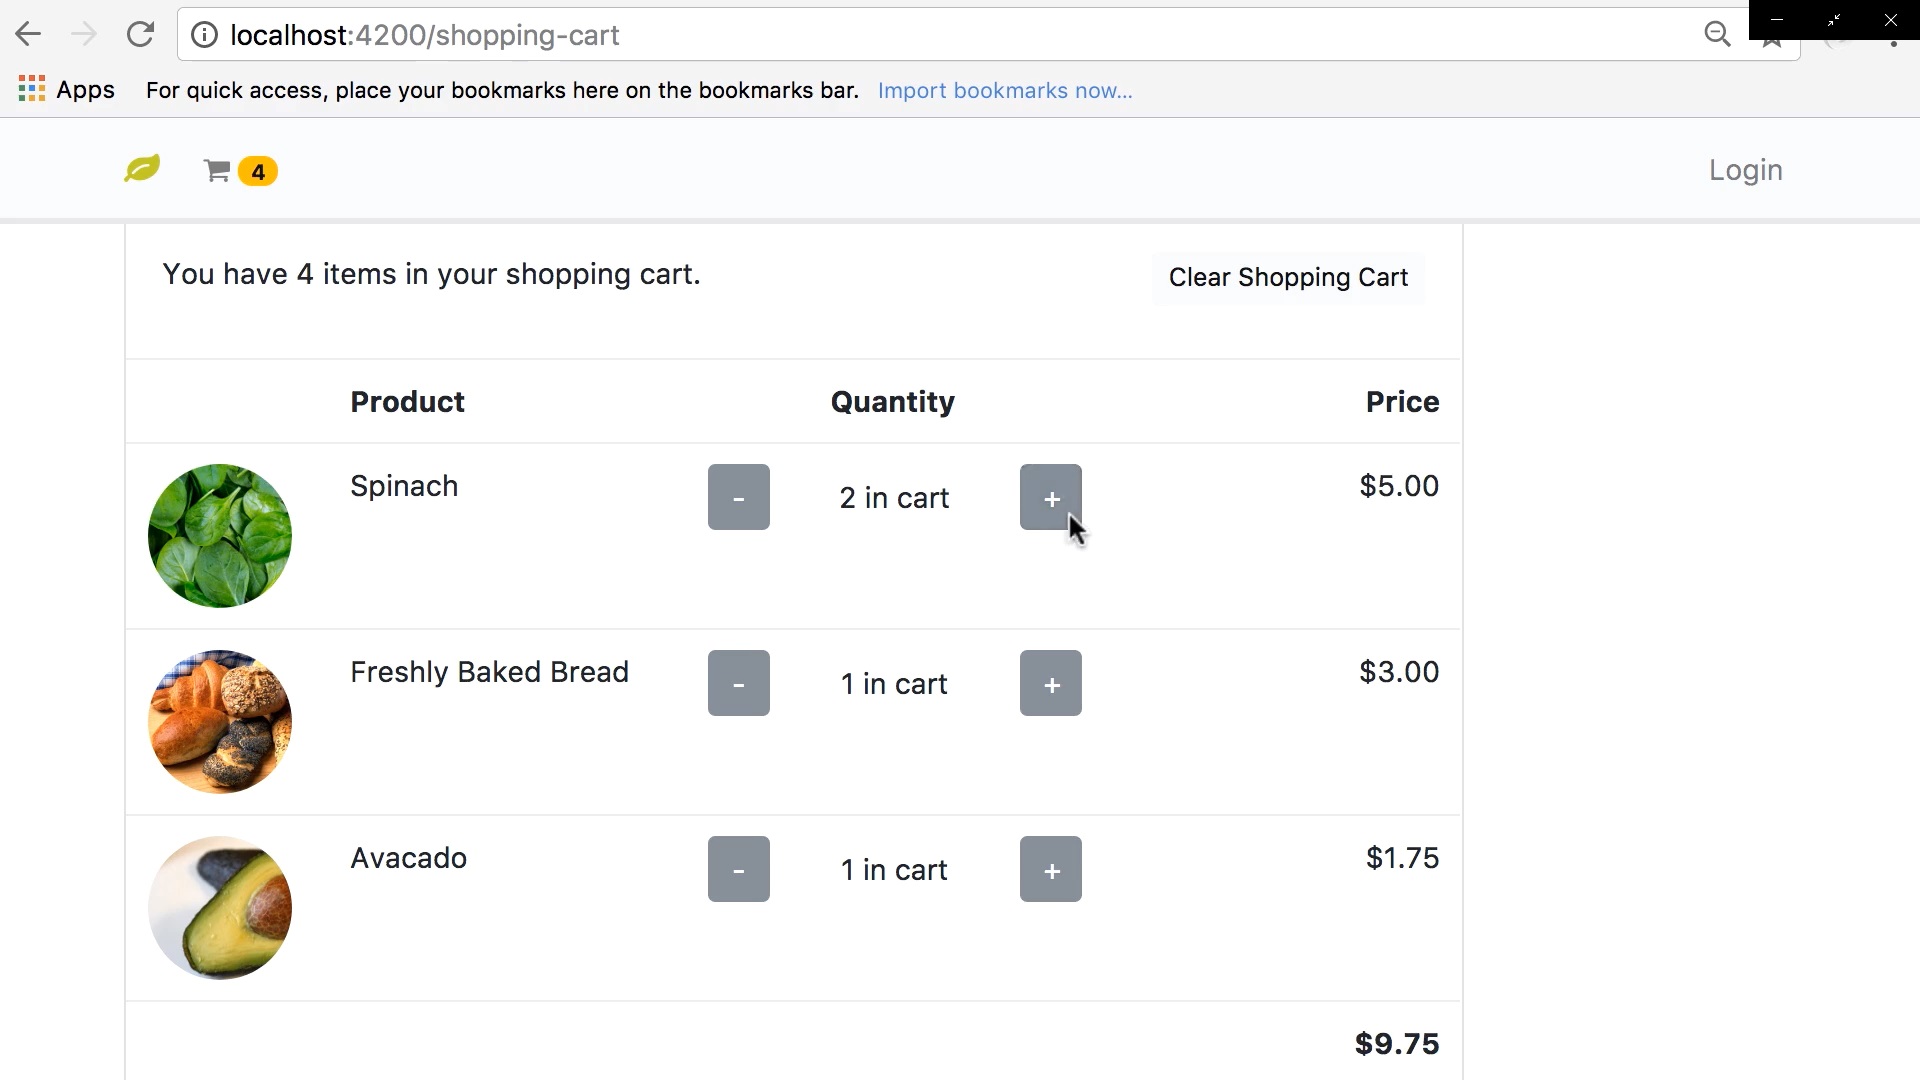 localhost:4200/shopping-cart
Apps For quick access, place your bookmarks here on the bookmarks bar. Import bookmarks now...
4 Login
You have 4 items in your shopping cart. Clear Shopping Cart
Product Quantity Price
Spinach - 2 in cart + $5.00
Freshly Baked Bread - 1 in cart + $3.00
Avacado - 1 in cart + $1.75
$9.75